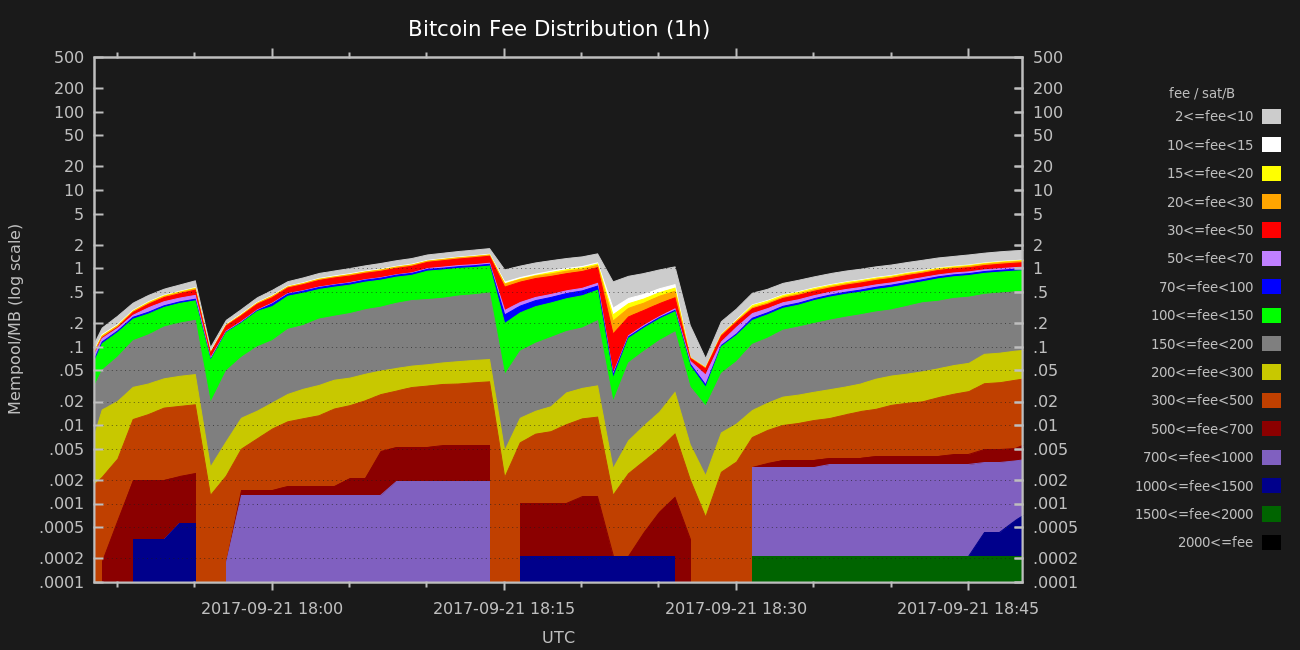 Bitcoin Fee Distribution (1h)
500
200
100
50
20
10
5
2
1
.5
.2
.1
.05
.02
.01
.005
.002
.001
.0005
.0002
.0001
Mempool/MB (log scale)
500
200
100
50
20
10
5
2
1
.5
.2
.1
.05
.02
.01
.005
.002
.001
.0005
.0002
.0001
2017-09-21 18:00
2017-09-21 18:15
2017-09-21 18:30
2017-09-21 18:45
UTC
fee / sat/B
2<=fee<10
10<=fee<15
15<=fee<20
20<=fee<30
30<=fee<50
50<=fee<70
70<=fee<100
100<=fee<150
150<=fee<200
200<=fee<300
300<=fee<500
500<=fee<700
700<=fee<1000
1000<=fee<1500
1500<=fee<2000
2000<=fee